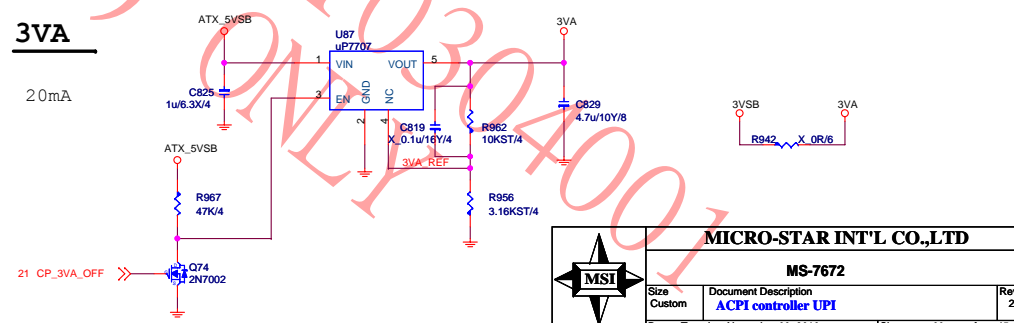 3VA
20mA
ATX_5VSB
U87
uP7707
1
VIN
VOUT
5
3
EN
GND
NC
2
4
C825
1u/6.3X/4
3VA
C829
4.7u/10Y/8
C819
X_0.1u/16Y/4
R962
10KST/4
3VA_REF
R956
3.16KST/4
3VSB
3VA
R942
X_0R/6
ATX_5VSB
R967
47K/4
21 CP_3VA_OFF
Q74
2N7002
ONLY
MSI
MICRO-STAR INT'L CO.,LTD
MS-7672
Size
Custom
Document Description
ACPI controller UPI